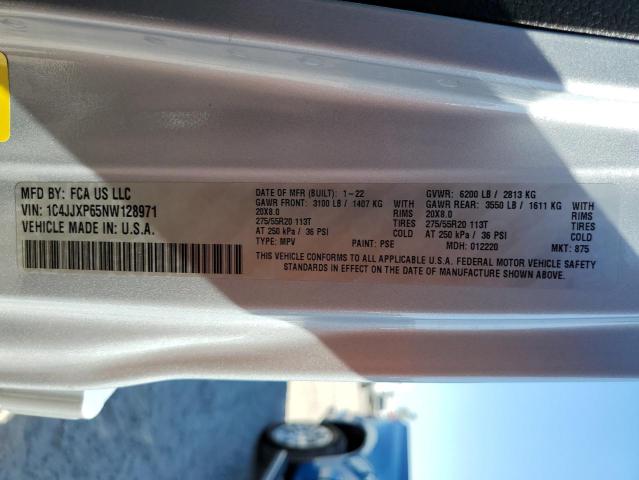 MFD BY: FCA US LLC
VIN: 1C4JJXP65NW128971
VEHICLE MADE IN: U.S.A.
DATE OF MFR (BUILT): 1-22
GAWR FRONT: 3100 LB / 1407 KG WITH
20X8.0 RIMS
275/55R20 113T TIRES
AT 250 kPa / 36 PSI COLD
TYPE: MPV PAINT: PSE
GVWR: 6200 LB / 2813 KG
GAWR REAR: 3550 LB / 1611 KG WITH
20X8.0 RIMS
275/55R20 113T TIRES
AT 250 kPa / 36 PSI COLD
MDH: 012220 MKT: 875
THIS VEHICLE CONFORMS TO ALL APPLICABLE U.S.A. FEDERAL MOTOR VEHICLE SAFETY
STANDARDS IN EFFECT ON THE DATE OF MANUFACTURE SHOWN ABOVE.